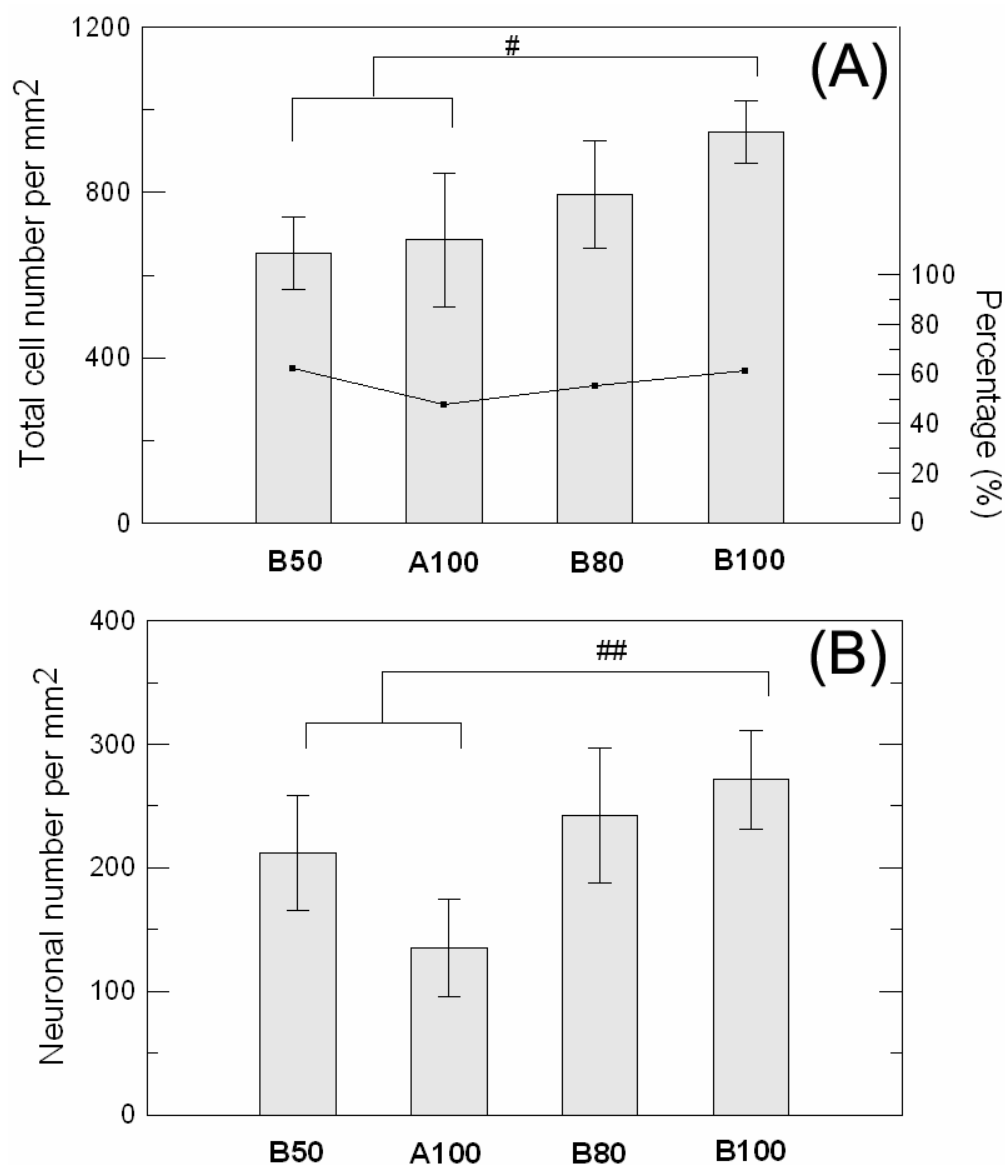 (A)
#
Total cell number per mm2
1200
800
400
0
100
80
60
40
20
0
Percentage (%)
B50 A100 B80 B100
(B)
##
Neuronal number per mm2
400
300
200
100
0
B50 A100 B80 B100